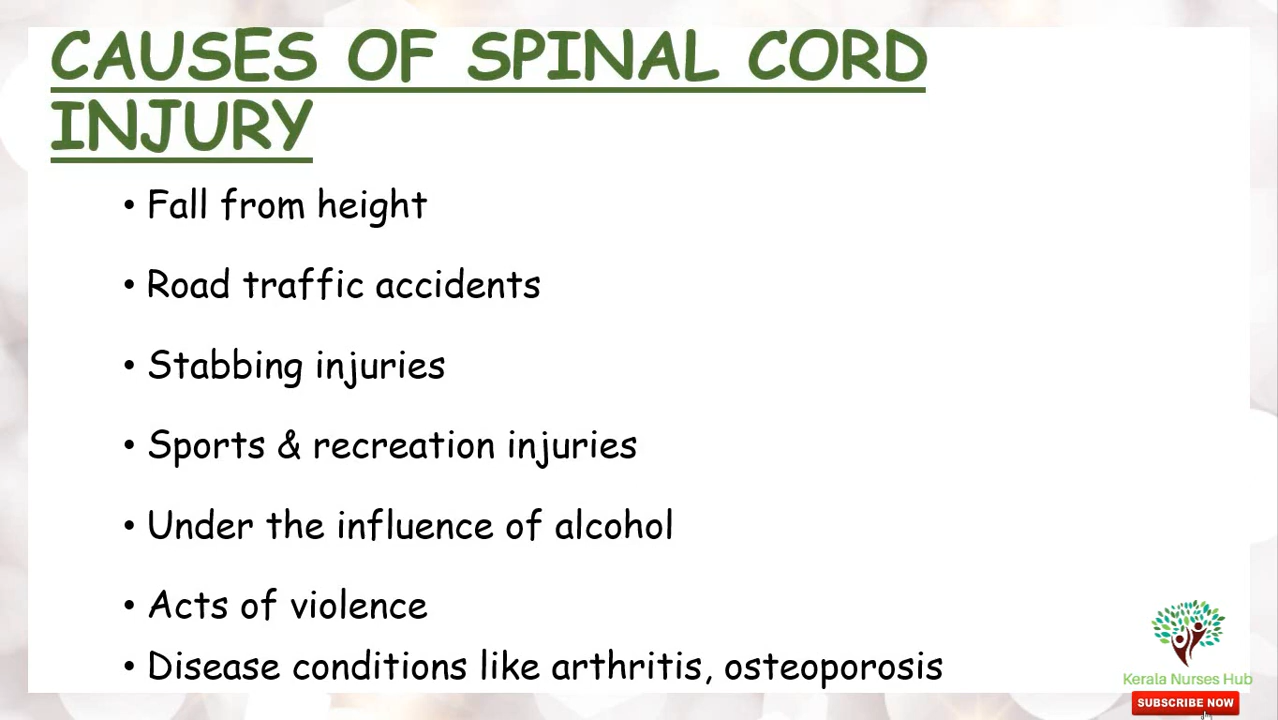 CAUSES OF SPINAL CORD
INJURY
• Fall from height
• Road traffic accidents
• Stabbing injuries
• Sports & recreation injuries
• Under the influence of alcohol
• Acts of violence
• Disease conditions like arthritis, osteoporosis
Kerala Nurses Hub
SUBSCRIBE NOW